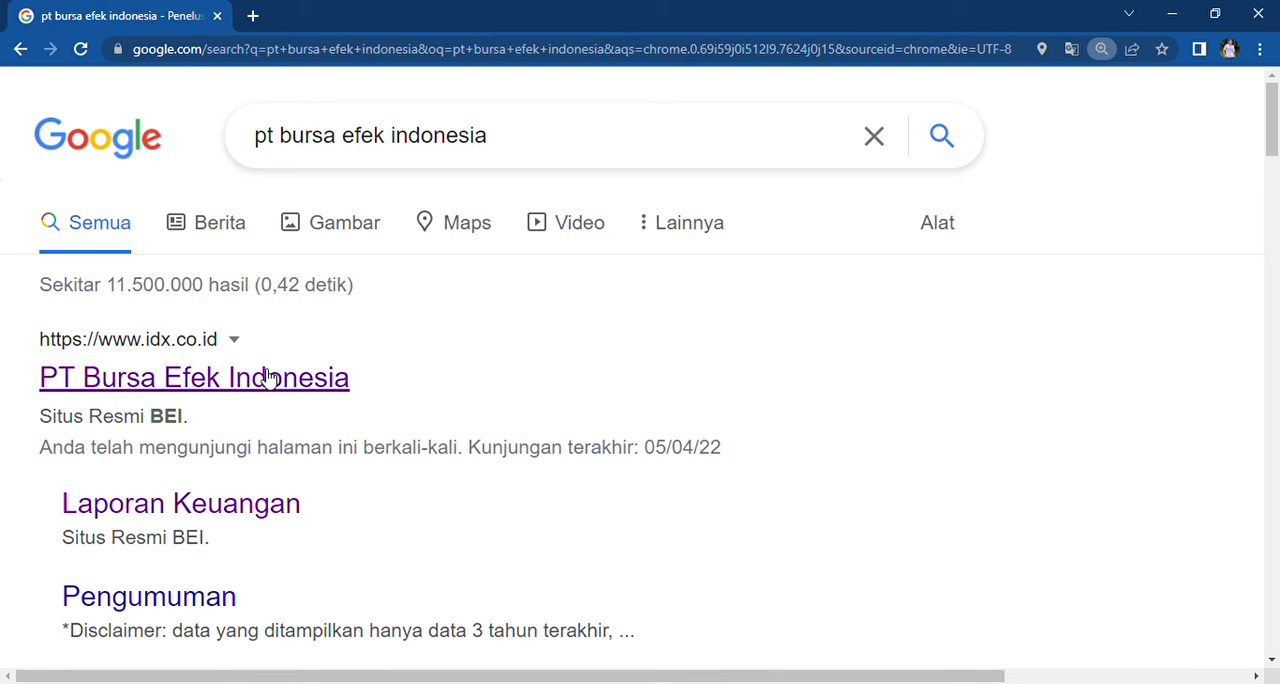 pt bursa efek indonesia - Penelus
google.com/search?q=pt+bursa+efek+indonesia&oq=pt+bursa+efek+indonesia&aqs=chrome.0.69i59j0i512l9.7624j0j15&sourceid=chrome&ie=UTF-8
Google
pt bursa efek indonesia
Semua Berita Gambar Maps Video Lainnya Alat
Sekitar 11.500.000 hasil (0,42 detik)
https://www.idx.co.id
PT Bursa Efek Indonesia
Situs Resmi BEI.
Anda telah mengunjungi halaman ini berkali-kali. Kunjungan terakhir: 05/04/22
Laporan Keuangan
Situs Resmi BEI.
Pengumuman
*Disclaimer: data yang ditampilkan hanya data 3 tahun terakhir, ...